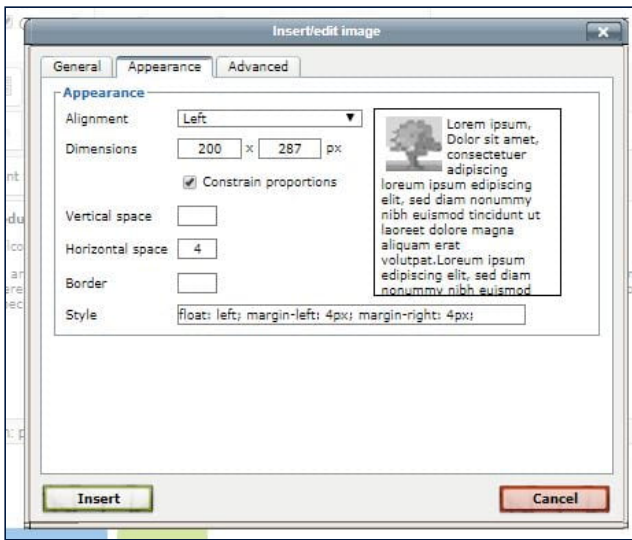 Insert/edit image
General Appearance Advanced
Appearance
Alignment Left
Dimensions 200 x 287 px
Constrain proportions
Vertical space
Horizontal space 4
Border
Style float: left; margin-left: 4px; margin-right: 4px;
Lorem ipsum,
Dolor sit amet,
consectetuer
adipiscing
loreum ipsum edipiscing
elit, sed diam nonummy
nibh euismod tincidunt ut
laoreet dolore magna
aliquam erat
volutpat.Loreum ipsum
edipiscing elit, sed diam
nonummy nibh euismod
Insert Cancel